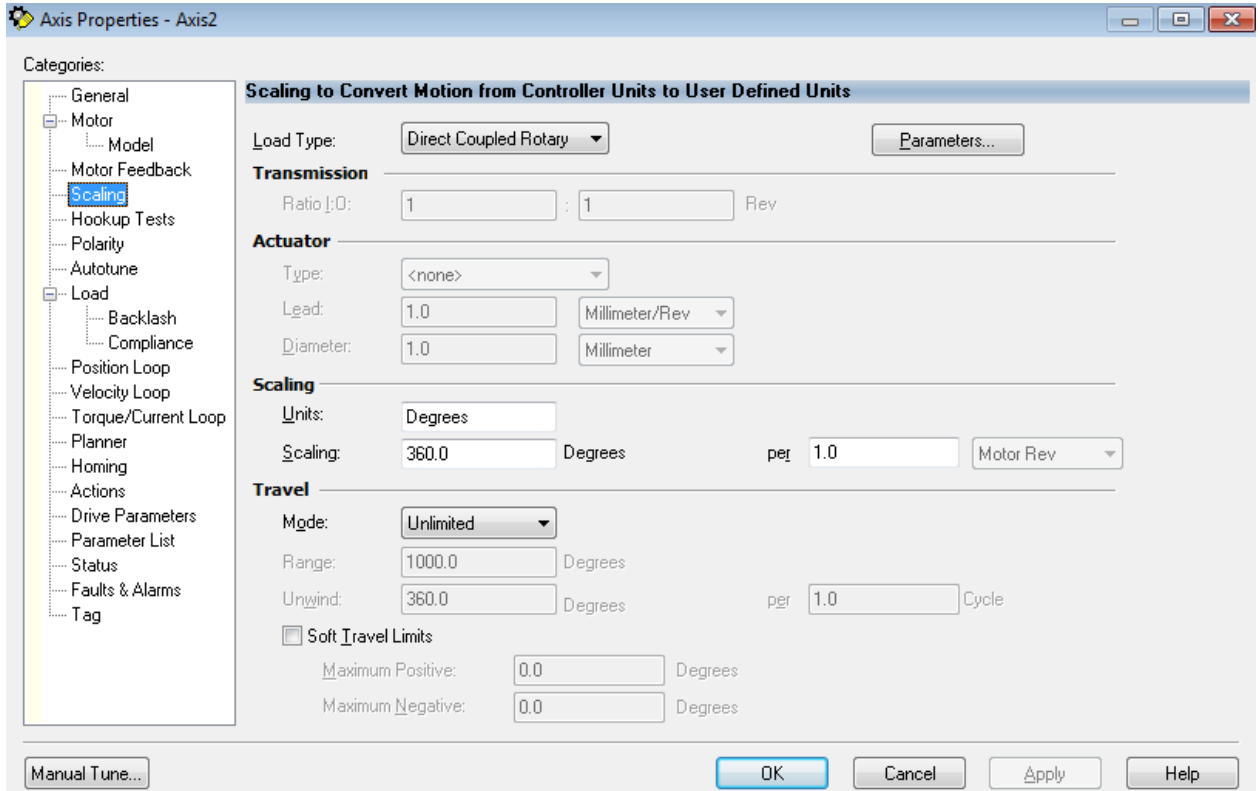 Axis Properties - Axis2
Categories:
General
Motor
Model
Motor Feedback
Scaling
Hookup Tests
Polarity
Autotune
Load
Backlash
Compliance
Position Loop
Velocity Loop
Torque/Current Loop
Planner
Homing
Actions
Drive Parameters
Parameter List
Status
Faults & Alarms
Tag
Scaling to Convert Motion from Controller Units to User Defined Units
Load Type: Direct Coupled Rotary Parameters...
Transmission
Ratio I:O: 1 : 1 Rev
Actuator
Type: <none>
Lead: 1.0 Millimeter/Rev
Diameter: 1.0 Millimeter
Scaling
Units: Degrees
Scaling: 360.0 Degrees per 1.0 Motor Rev
Travel
Mode: Unlimited
Range: 1000.0 Degrees
Unwind: 360.0 Degrees per 1.0 Cycle
Soft Travel Limits
Maximum Positive: 0.0 Degrees
Maximum Negative: 0.0 Degrees
Manual Tune... OK Cancel Apply Help